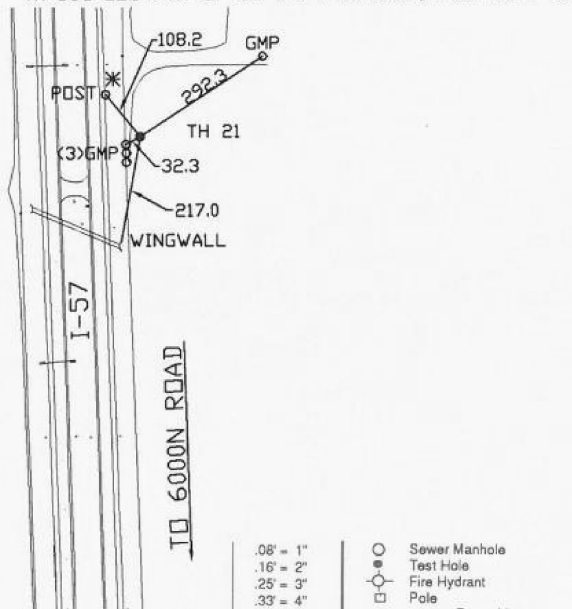 108.2
GMP
POST
292.3
TH 21
(3)GMP
32.3
217.0
WINGWALL
I-57
TO 6000N ROAD
.08' = 1"
.16' = 2"
.25' = 3"
.33' = 4"
Sewer Manhole
Test Hole
Fire Hydrant
Pole